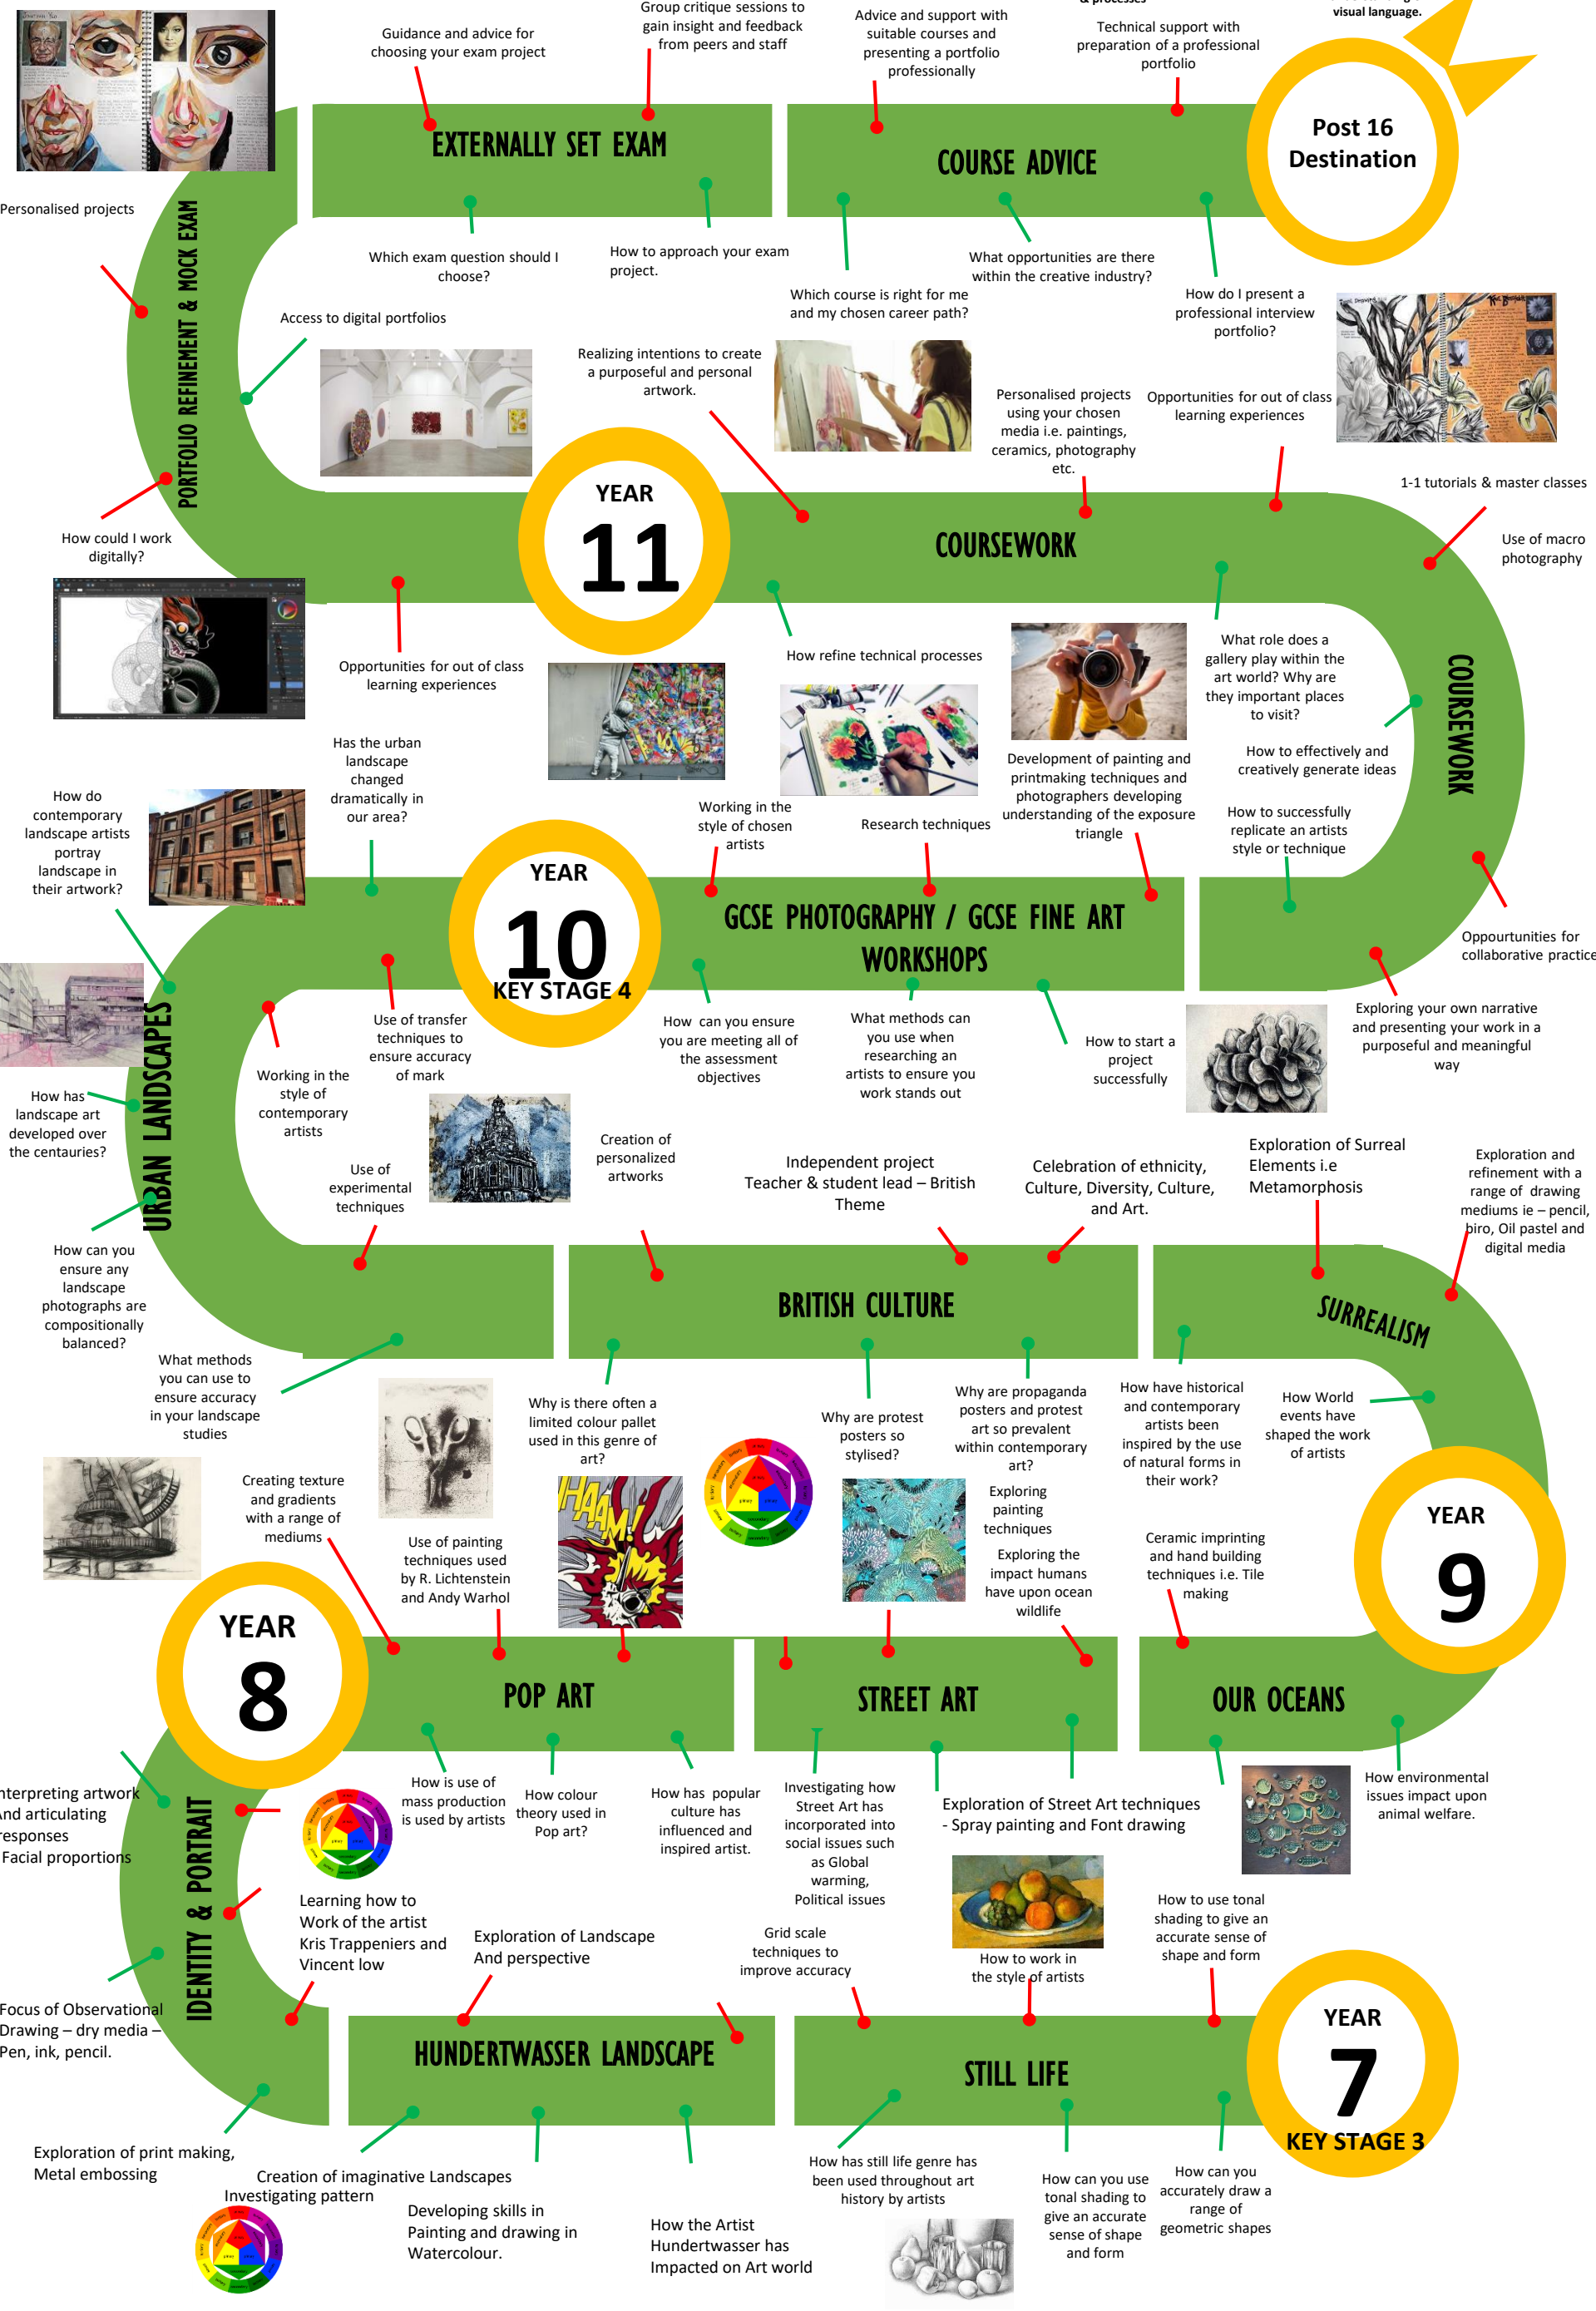 & processes
visual language.
Guidance and advice for
choosing your exam project
Group critique sessions to
gain insight and feedback
from peers and staff
Advice and support with
suitable courses and
presenting a portfolio
professionally
Technical support with
preparation of a professional
portfolio
Post 16
Destination
EXTERNALLY SET EXAM
COURSE ADVICE
Personalised projects
PORTFOLIO REFINEMENT & MOCK EXAM
Which exam question should I
choose?
How to approach your exam
project.
What opportunities are there
within the creative industry?
Which course is right for me
and my chosen career path?
How do I present a
professional interview
portfolio?
Access to digital portfolios
Realizing intentions to create
a purposeful and personal
artwork.
Personalised projects
using your chosen
media i.e. paintings,
ceramics, photography
etc.
Opportunities for out of class
learning experiences
1-1 tutorials & master classes
Use of macro
photography
How could I work
digitally?
YEAR
11
COURSEWORK
COURSEWORK
Opportunities for out of class
learning experiences
How refine technical processes
What role does a
gallery play within the
art world? Why are
they important places
to visit?
How to effectively and
creatively generate ideas
How to successfully
replicate an artists
style or technique
Has the urban
landscape
changed
dramatically in
our area?
How do
contemporary
landscape artists
portray
landscape in
their artwork?
Working in the
style of chosen
artists
Research techniques
Development of painting and
printmaking techniques and
photographers developing
understanding of the exposure
triangle
YEAR
10
KEY STAGE 4
GCSE PHOTOGRAPHY / GCSE FINE ART
WORKSHOPS
Oppourtunities for
collaborative practice
Exploring your own narrative
and presenting your work in a
purposeful and meaningful
way
URBAN LANDSCAPES
Use of transfer
techniques to
ensure accuracy
of mark
How can you ensure
you are meeting all of
the assessment
objectives
What methods can
you use when
researching an
artists to ensure you
work stands out
How to start a
project
successfully
Working in the
style of
contemporary
artists
How has
landscape art
developed over
the centauries?
Use of
experimental
techniques
Creation of
personalized
artworks
Independent project
Teacher & student lead – British
Theme
Celebration of ethnicity,
Culture, Diversity, Culture,
and Art.
Exploration of Surreal
Elements i.e
Metamorphosis
Exploration and
refinement with a
range of drawing
mediums ie – pencil,
biro, Oil pastel and
digital media
How can you
ensure any
landscape
photographs are
compositionally
balanced?
BRITISH CULTURE
SURREALISM
What methods
you can use to
ensure accuracy
in your landscape
studies
Why is there often a
limited colour pallet
used in this genre of
art?
Why are protest
posters so
stylised?
Why are propaganda
posters and protest
art so prevalent
within contemporary
art?
How have historical
and contemporary
artists been
inspired by the use
of natural forms in
their work?
How World
events have
shaped the work
of artists
Creating texture
and gradients
with a range of
mediums
Use of painting
techniques used
by R. Lichtenstein
and Andy Warhol
HAAM!
Exploring
painting
techniques
Exploring the
impact humans
have upon ocean
wildlife
Ceramic imprinting
and hand building
techniques i.e. Tile
making
YEAR
9
YEAR
8
POP ART
STREET ART
OUR OCEANS
nterpreting artwork
And articulating
responses
Facial proportions
IDENTITY & PORTRAIT
How is use of
mass production
is used by artists
How colour
theory used in
Pop art?
How has popular
culture has
influenced and
inspired artist.
Investigating how
Street Art has
incorporated into
social issues such
as Global
warming,
Political issues
Exploration of Street Art techniques
- Spray painting and Font drawing
How environmental
issues impact upon
animal welfare.
Learning how to
Work of the artist
Kris Trappeniers and
Vincent low
Exploration of Landscape
And perspective
Grid scale
techniques to
improve accuracy
How to work in
the style of artists
How to use tonal
shading to give an
accurate sense of
shape and form
Focus of Observational
Drawing – dry media –
Pen, ink, pencil.
HUNDERTWASSER LANDSCAPE
STILL LIFE
YEAR
7
KEY STAGE 3
Exploration of print making,
Metal embossing
Creation of imaginative Landscapes
Investigating pattern
Developing skills in
Painting and drawing in
Watercolour.
How the Artist
Hundertwasser has
Impacted on Art world
How has still life genre has
been used throughout art
history by artists
How can you use
tonal shading to
give an accurate
sense of shape
and form
How can you
accurately draw a
range of
geometric shapes